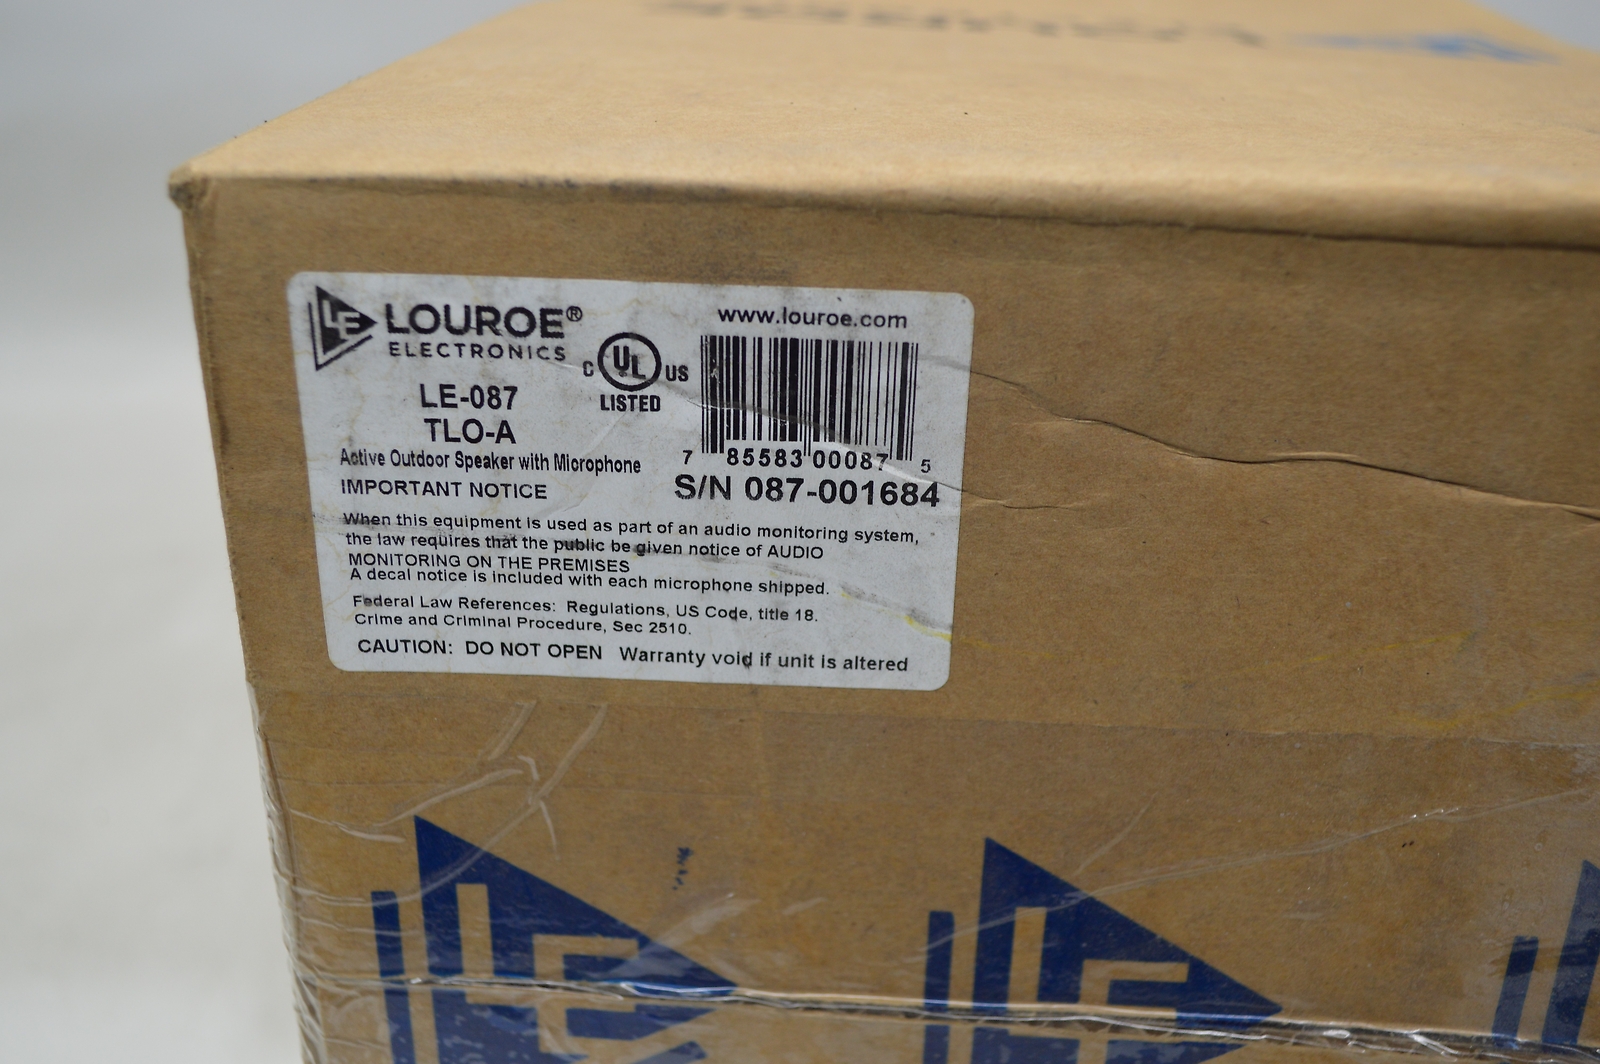 LE LOUROE®
ELECTRONICS
www.louroe.com
C UL US
LISTED
LE-087
TLO-A
Active Outdoor Speaker with Microphone
7 85583 00087 5
IMPORTANT NOTICE
S/N 087-001684
When this equipment is used as part of an audio monitoring system,
the law requires that the public be given notice of AUDIO
MONITORING ON THE PREMISES
A decal notice is included with each microphone shipped.
Federal Law References: Regulations, US Code, title 18.
Crime and Criminal Procedure, Sec 2510.
CAUTION: DO NOT OPEN Warranty void if unit is altered
LE
LE